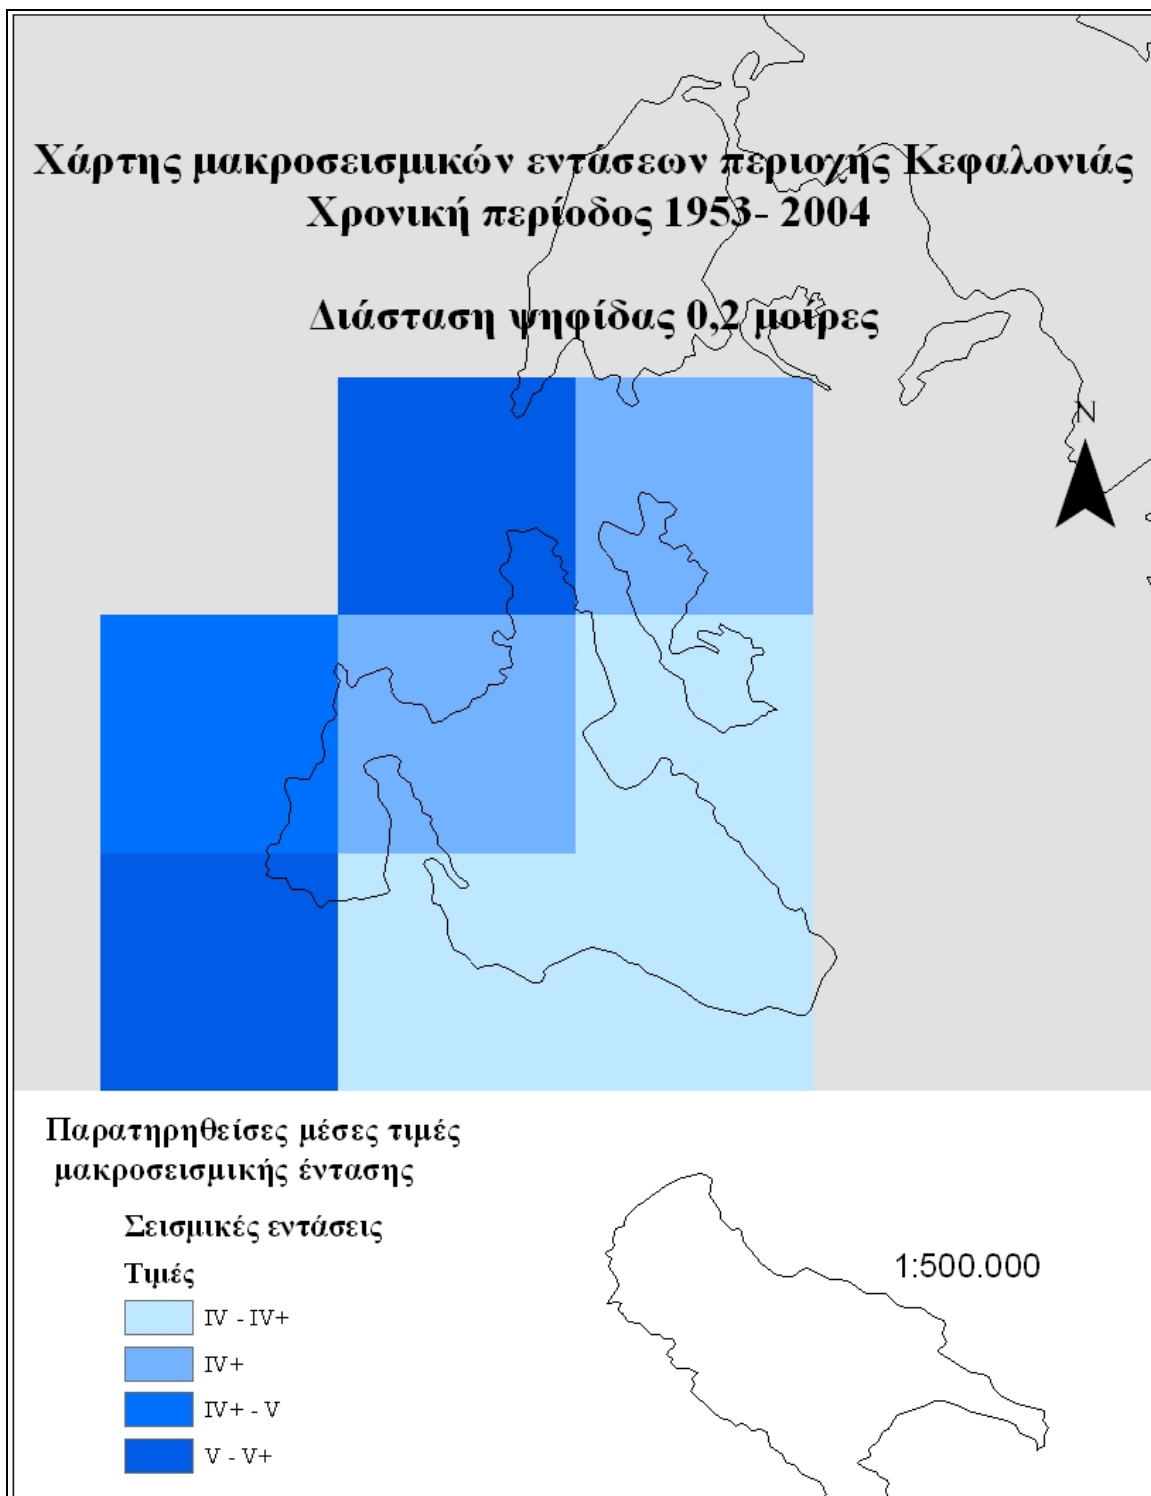 Χάρτης μακροσεισμικών εντάσεων περιοχής Κεφαλονιάς
Χρονική περίοδος 1953- 2004
Διάσταση ψηφίδας 0,2 μοίρες
N
Παρατηρηθείσες μέσες τιμές
μακροσεισμικής έντασης
Σεισμικές εντάσεις
Τιμές
IV - IV+
IV+
IV+ - V
V - V+
1:500.000